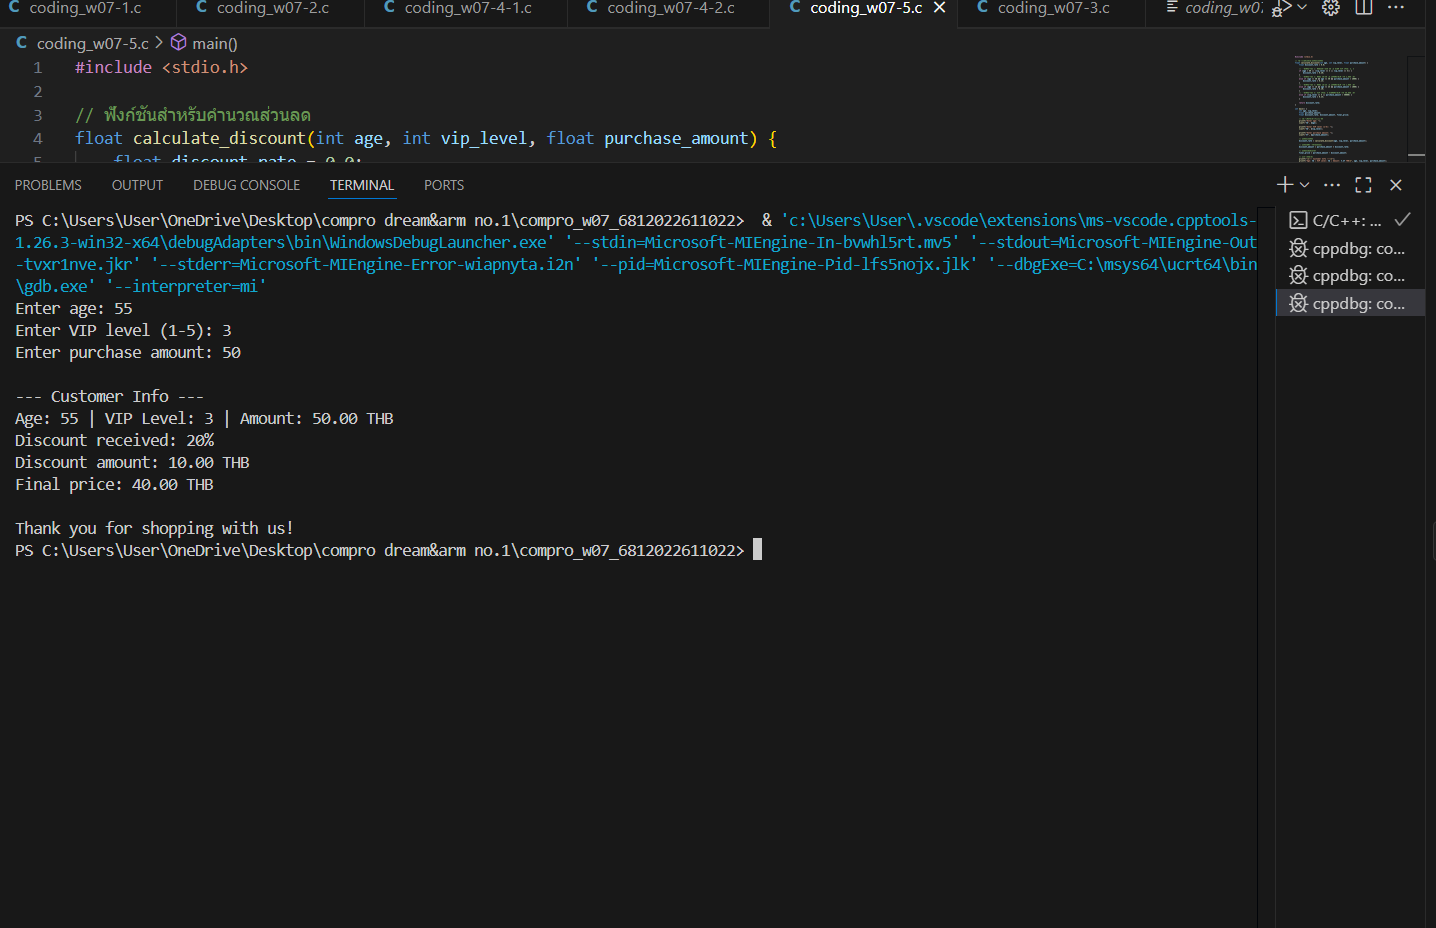 coding_w07-1.c coding_w07-2.c coding_w07-4-1.c coding_w07-4-2.c coding_w07-5.c coding_w07-3.c coding_w07
coding_w07-5.c > main()
1 #include <stdio.h>
2
3 // ฟังก์ชันสำหรับคำนวณส่วนลด
4 float calculate_discount(int age, int vip_level, float purchase_amount) {
5 float discount_rate = 0.0;
PROBLEMS OUTPUT DEBUG CONSOLE TERMINAL PORTS
PS C:\Users\User\OneDrive\Desktop\compro dream&arm no.1\compro_w07_6812022611022> & 'c:\Users\User\.vscode\extensions\ms-vscode.cpptools-
1.26.3-win32-x64\debugAdapters\bin\WindowsDebugLauncher.exe' '--stdin=Microsoft-MIEngine-In-bvwhl5rt.mv5' '--stdout=Microsoft-MIEngine-Out
-tvxr1nve.jkr' '--stderr=Microsoft-MIEngine-Error-wiapnyta.i2n' '--pid=Microsoft-MIEngine-Pid-lfs5nojx.jlk' '--dbgExe=C:\msys64\ucrt64\bin
\gdb.exe' '--interpreter=mi'
Enter age: 55
Enter VIP level (1-5): 3
Enter purchase amount: 50
--- Customer Info ---
Age: 55 | VIP Level: 3 | Amount: 50.00 THB
Discount received: 20%
Discount amount: 10.00 THB
Final price: 40.00 THB
Thank you for shopping with us!
PS C:\Users\User\OneDrive\Desktop\compro dream&arm no.1\compro_w07_6812022611022>
C/C++: ...
cppdbg: co...
cppdbg: co...
cppdbg: co...